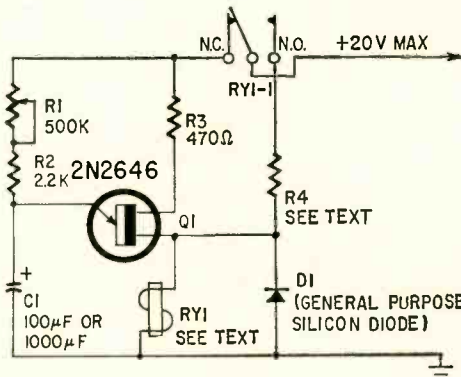 N.C.
N.O.
+20V MAX
RY1-1
R1
500K
R3
470Ω
R2
2.2K
2N2646
R4
SEE TEXT
Q1
+
C1
100µF OR
1000µF
RY1
SEE TEXT
D1
(GENERAL PURPOSE
SILICON DIODE)